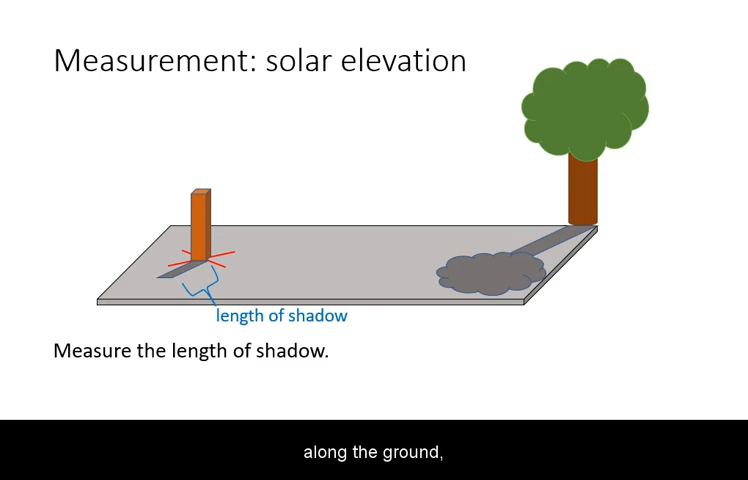 Measurement: solar elevation
length of shadow
Measure the length of shadow.
along the ground,